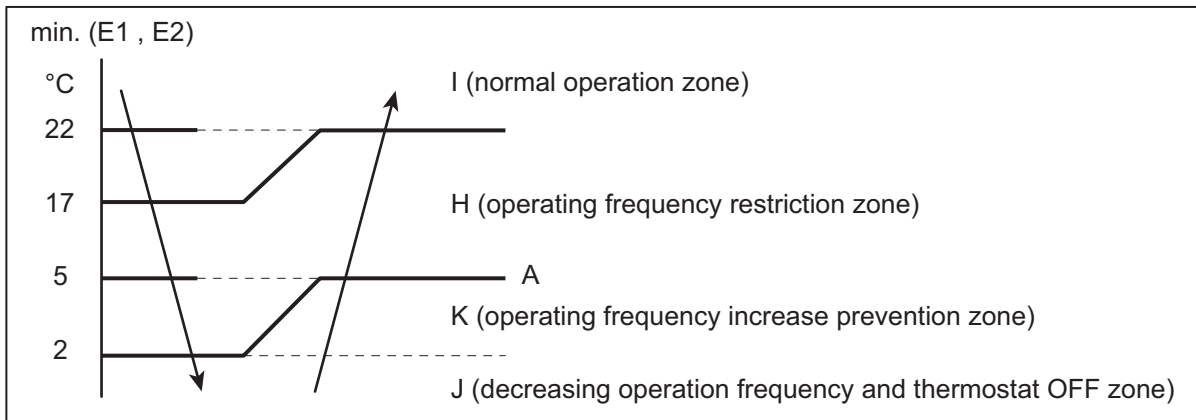 min. (E1 , E2)
°C
I (normal operation zone)
22
17
H (operating frequency restriction zone)
5
A
K (operating frequency increase prevention zone)
2
J (decreasing operation frequency and thermostat OFF zone)